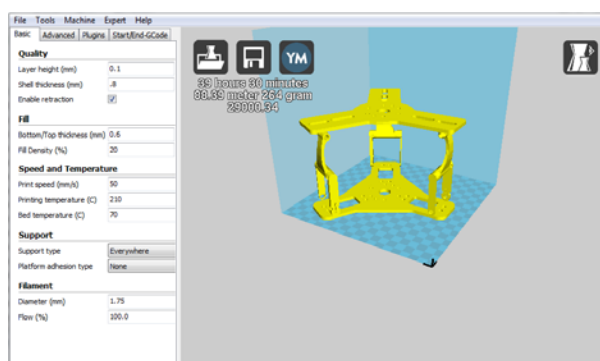 File Tools Machine Expert Help
Basic Advanced Plugins Start/End-GCode
Quality
Layer height (mm) 0.1
Shell thickness (mm) .8
Enable retraction
Fill
Bottom/Top thickness (mm) 0.6
Fill Density (%) 20
Speed and Temperature
Print speed (mm/s) 50
Printing temperature (C) 210
Bed temperature (C) 70
Support
Support type Everywhere
Platform adhesion type None
Filament
Diameter (mm) 1.75
Flow (%) 100.0
YM
39 hours 30 minutes
88.39 meter 264 gram
29000.34